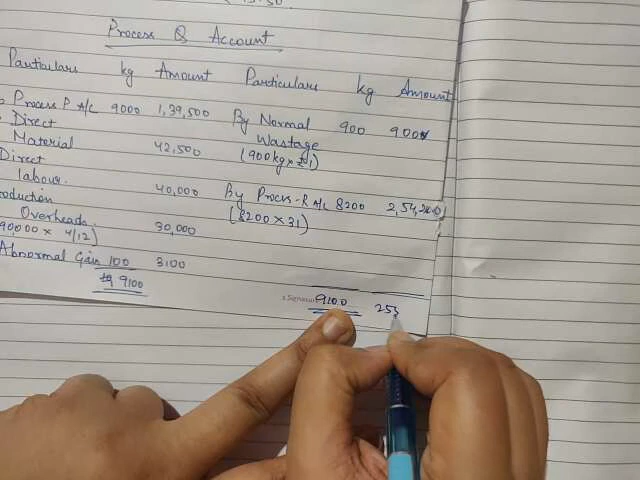 Process Q Account
Particulars kg Amount Particulars kg Amount
Process P A/c 9000 1,39,500 By Normal 900 900
Direct Wastage
Material 42,500 (900kg × ₹1)
Direct
labour. 40,000 By Process-R A/c 8200 2,54,200
oduction (8200 × 31)
Overheads.
90000 × 4/12) 30,000
Abnormal Gain 100 3100
9100
9100 255